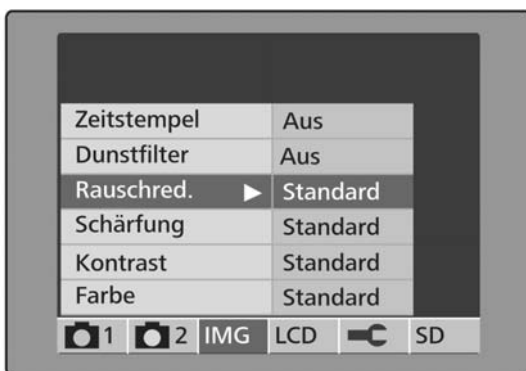 Zeitstempel Aus
Dunstfilter Aus
Rauschred. ▶ Standard
Schärfung Standard
Kontrast Standard
Farbe Standard
1 2 IMG LCD SD